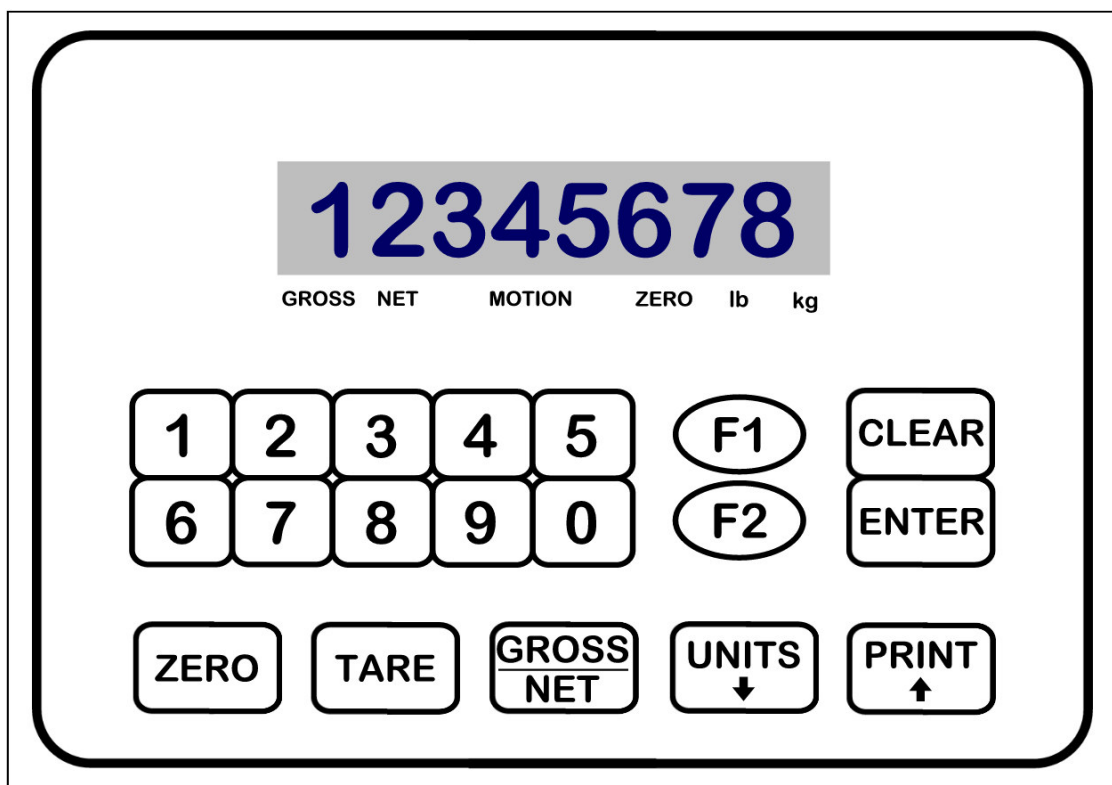 12345678
GROSS NET MOTION ZERO lb kg
1 2 3 4 5 F1 CLEAR
6 7 8 9 0 F2 ENTER
ZERO TARE GROSS UNITS PRINT
NET